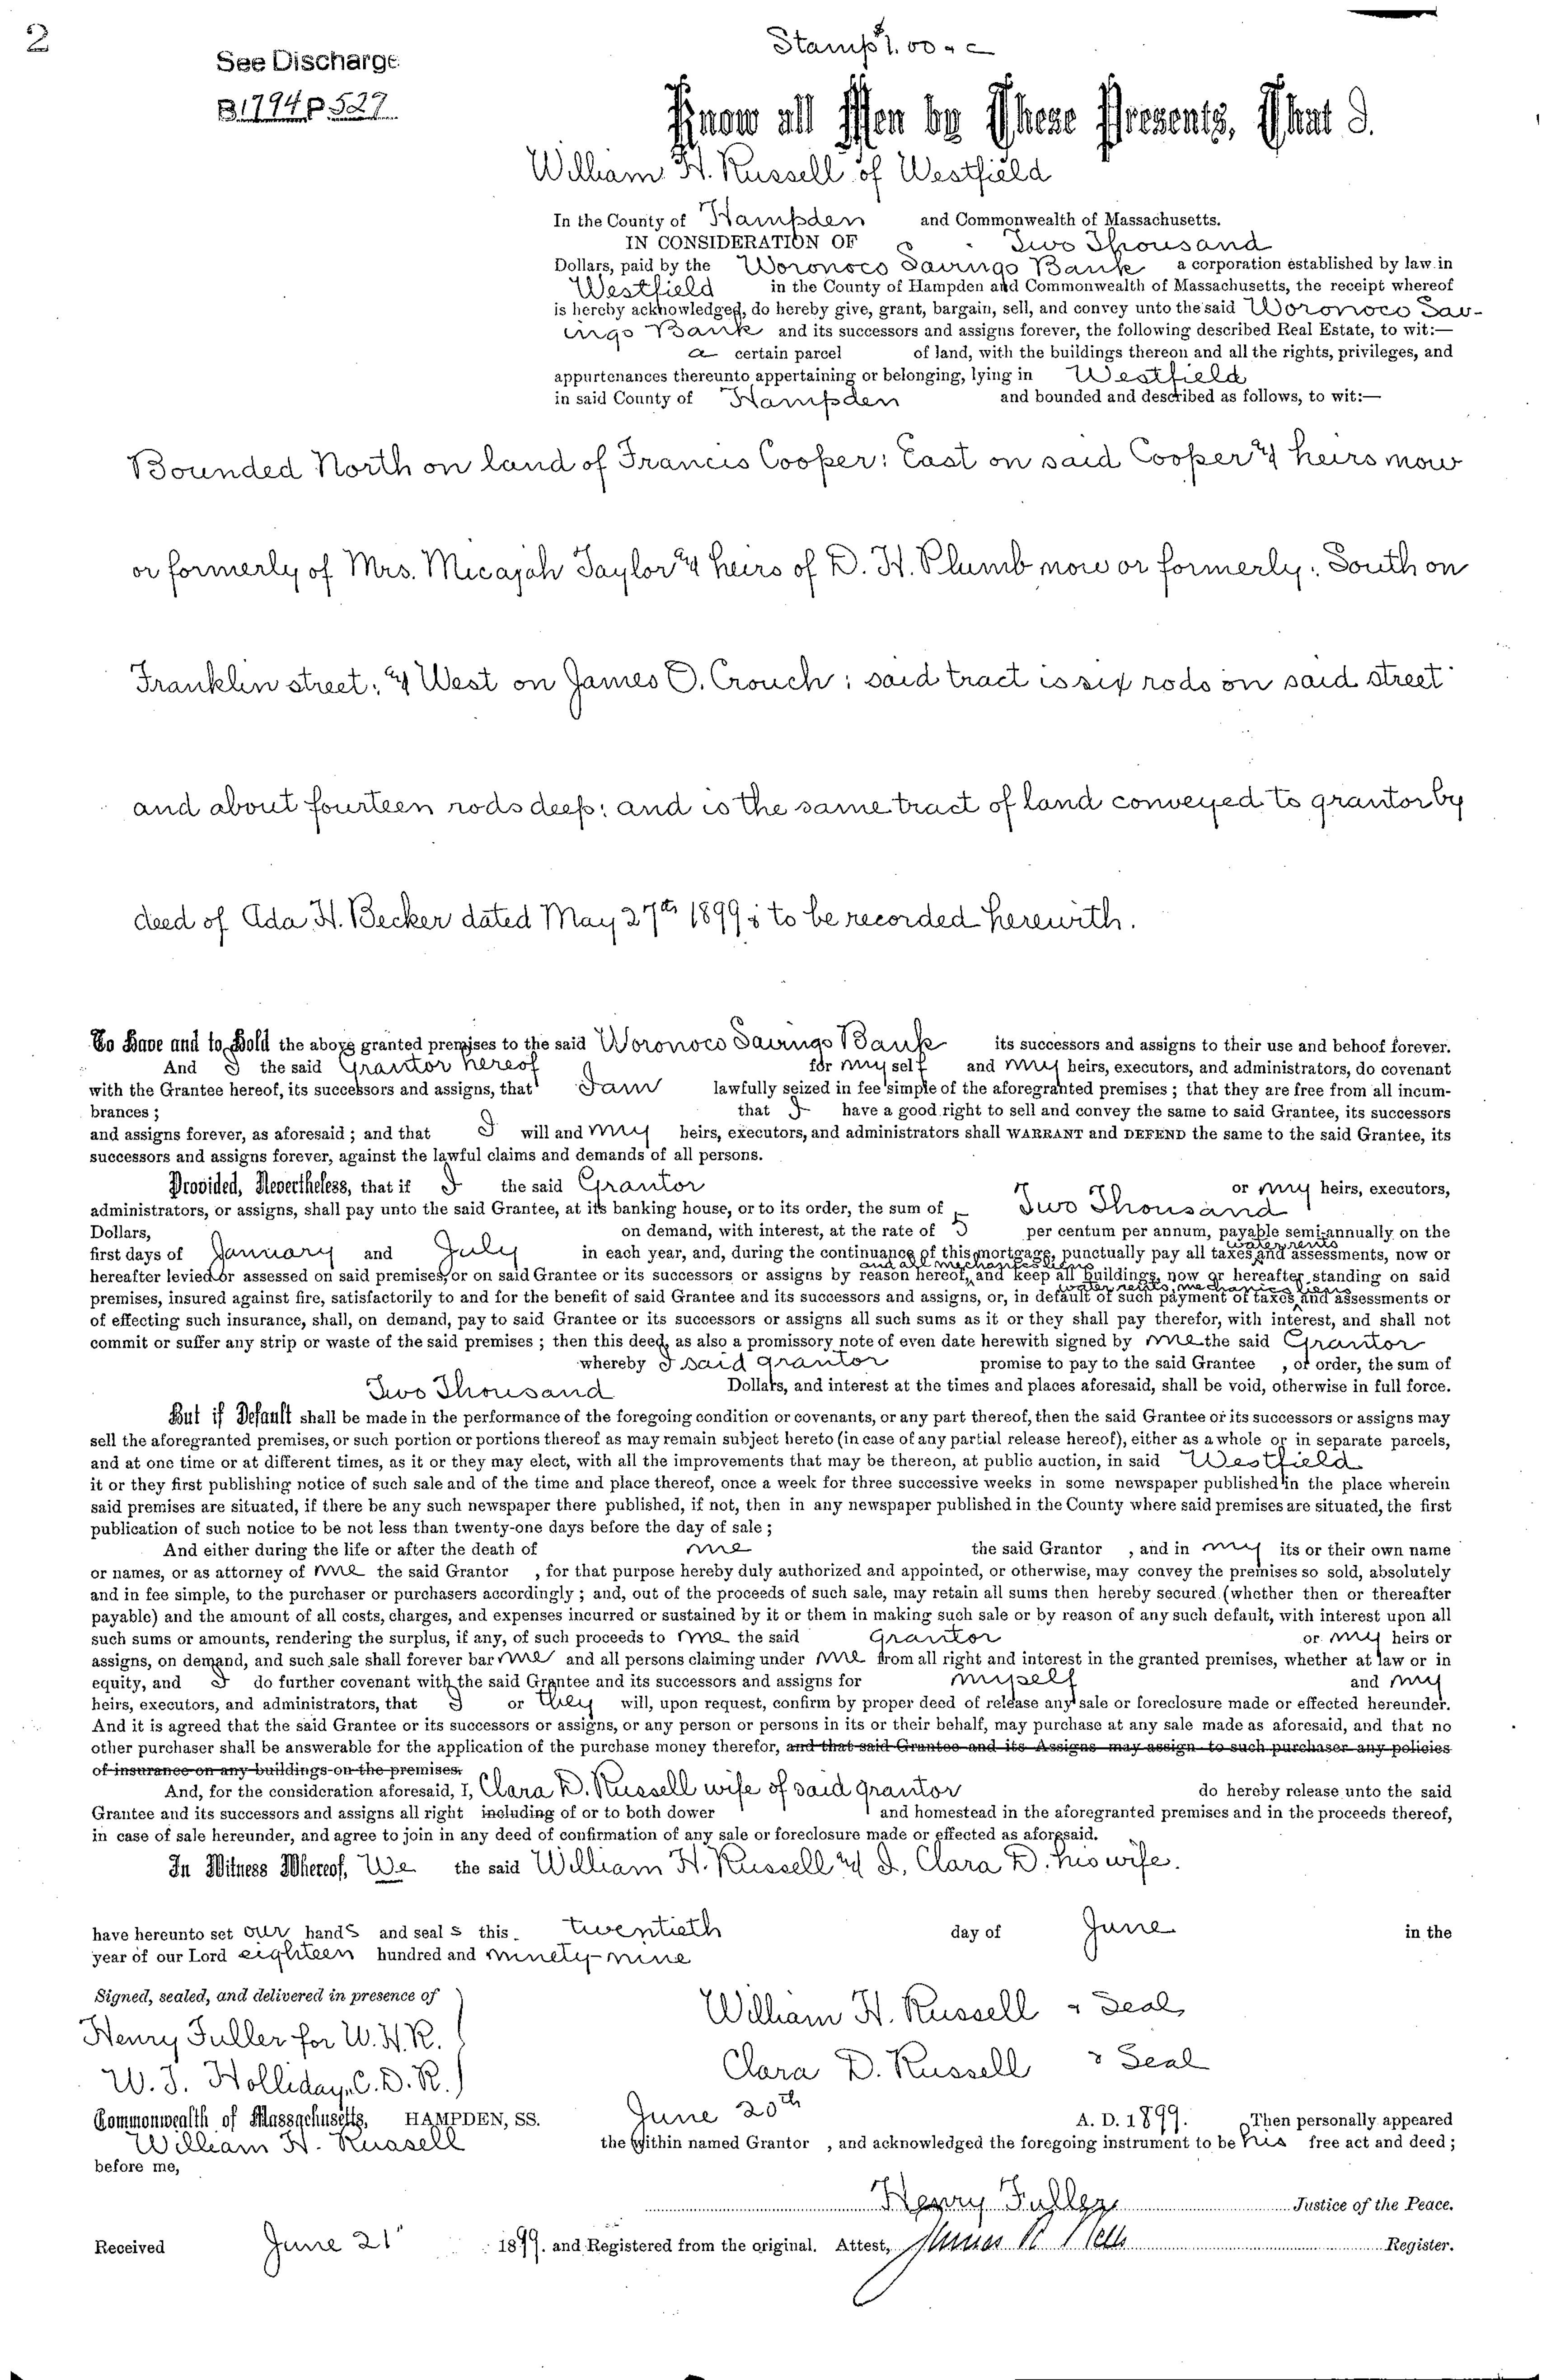 2
Stamp $1.00 & C
See Discharge
B1794 P 527
Know all Men by These Presents, That I.
William H. Russell of Westfield
In the County of Hampden and Commonwealth of Massachusetts.
IN CONSIDERATION OF Two Thousand
Dollars, paid by the Woronoco Savings Bank a corporation established by law in
Westfield in the County of Hampden and Commonwealth of Massachusetts, the receipt whereof
is hereby acknowledged, do hereby give, grant, bargain, sell, and convey unto the said Woronoco Sav-
ings Bank and its successors and assigns forever, the following described Real Estate, to wit:—
a certain parcel of land, with the buildings thereon and all the rights, privileges, and
appurtenances thereunto appertaining or belonging, lying in Westfield
in said County of Hampden and bounded and described as follows, to wit:—
Bounded North on land of Francis Cooper: East on said Cooper & heirs now
or formerly of Mrs. Micajah Taylor & heirs of D. H. Plumb now or formerly: South on
Franklin street: & West on James O. Crouch: said tract is six rods on said street
and about fourteen rods deep: and is the same tract of land conveyed to grantor by
deed of Ada H. Becker dated May 27th 1899 & to be recorded herewith.
To Have and to Hold the above granted premises to the said Woronoco Savings Bank its successors and assigns to their use and behoof forever.
And I the said Grantor hereof for myself and my heirs, executors, and administrators, do covenant
with the Grantee hereof, its successors and assigns, that I am lawfully seized in fee simple of the aforegranted premises; that they are free from all incum-
brances; that I have a good right to sell and convey the same to said Grantee, its successors
and assigns forever, as aforesaid; and that I will and my heirs, executors, and administrators shall WARRANT and DEFEND the same to the said Grantee, its
successors and assigns forever, against the lawful claims and demands of all persons.
Provided, Nevertheless, that if I the said Grantor or my heirs, executors,
administrators, or assigns, shall pay unto the said Grantee, at its banking house, or to its order, the sum of Two Thousand
Dollars, on demand, with interest, at the rate of 5 per centum per annum, payable semi-annually on the
first days of January and July in each year, and, during the continuance of this mortgage, punctually pay all taxes water rents and assessments, now or
hereafter levied or assessed on said premises, or on said Grantee or its successors or assigns by reason hereof, and all mechanics liens and keep all buildings, now or hereafter standing on said
premises, insured against fire, satisfactorily to and for the benefit of said Grantee and its successors and assigns, or, in default of such payment of taxes water rents, mechanics liens and assessments or
of effecting such insurance, shall, on demand, pay to said Grantee or its successors or assigns all such sums as it or they shall pay therefor, with interest, and shall not
commit or suffer any strip or waste of the said premises; then this deed, as also a promissory note of even date herewith signed by me the said Grantor
whereby I said grantor promise to pay to the said Grantee , or order, the sum of
Two Thousand Dollars, and interest at the times and places aforesaid, shall be void, otherwise in full force.
But if Default shall be made in the performance of the foregoing condition or covenants, or any part thereof, then the said Grantee or its successors or assigns may
sell the aforegranted premises, or such portion or portions thereof as may remain subject hereto (in case of any partial release hereof), either as a whole or in separate parcels,
and at one time or at different times, as it or they may elect, with all the improvements that may be thereon, at public auction, in said Westfield
it or they first publishing notice of such sale and of the time and place thereof, once a week for three successive weeks in some newspaper published in the place wherein
said premises are situated, if there be any such newspaper there published, if not, then in any newspaper published in the County where said premises are situated, the first
publication of such notice to be not less than twenty-one days before the day of sale;
And either during the life or after the death of me the said Grantor , and in my its or their own name
or names, or as attorney of me the said Grantor , for that purpose hereby duly authorized and appointed, or otherwise, may convey the premises so sold, absolutely
and in fee simple, to the purchaser or purchasers accordingly; and, out of the proceeds of such sale, may retain all sums then hereby secured (whether then or thereafter
payable) and the amount of all costs, charges, and expenses incurred or sustained by it or them in making such sale or by reason of any such default, with interest upon all
such sums or amounts, rendering the surplus, if any, of such proceeds to me the said grantor or my heirs or
assigns, on demand, and such sale shall forever bar me and all persons claiming under me from all right and interest in the granted premises, whether at law or in
equity, and I do further covenant with the said Grantee and its successors and assigns for myself and my
heirs, executors, and administrators, that I or they will, upon request, confirm by proper deed of release any sale or foreclosure made or effected hereunder.
And it is agreed that the said Grantee or its successors or assigns, or any person or persons in its or their behalf, may purchase at any sale made as aforesaid, and that no
other purchaser shall be answerable for the application of the purchase money therefor, and that said Grantee and its Assigns may assign to such purchaser any policies
of insurance on any buildings on the premises.
And, for the consideration aforesaid, I, Clara D. Russell wife of said grantor do hereby release unto the said
Grantee and its successors and assigns all right including of or to both dower and homestead in the aforegranted premises and in the proceeds thereof,
in case of sale hereunder, and agree to join in any deed of confirmation of any sale or foreclosure made or effected as aforesaid.
In Witness Whereof, We the said William H. Russell & I, Clara D. his wife.
have hereunto set our hands and seal s this twentieth day of June in the
year of our Lord eighteen hundred and ninety-nine
Signed, sealed, and delivered in presence of
William H. Russell & Seal
Henry Fuller for W. H. R.
Clara D. Russell & Seal
W. J. Holliday, C. D. R.
Commonwealth of Massachusetts, HAMPDEN, SS. June 20th A. D. 1899. Then personally appeared
William H. Russell the within named Grantor , and acknowledged the foregoing instrument to be his free act and deed;
before me,
Henry Fuller Justice of the Peace.
Received June 21 1899. and Registered from the original. Attest, James R. Wells Register.